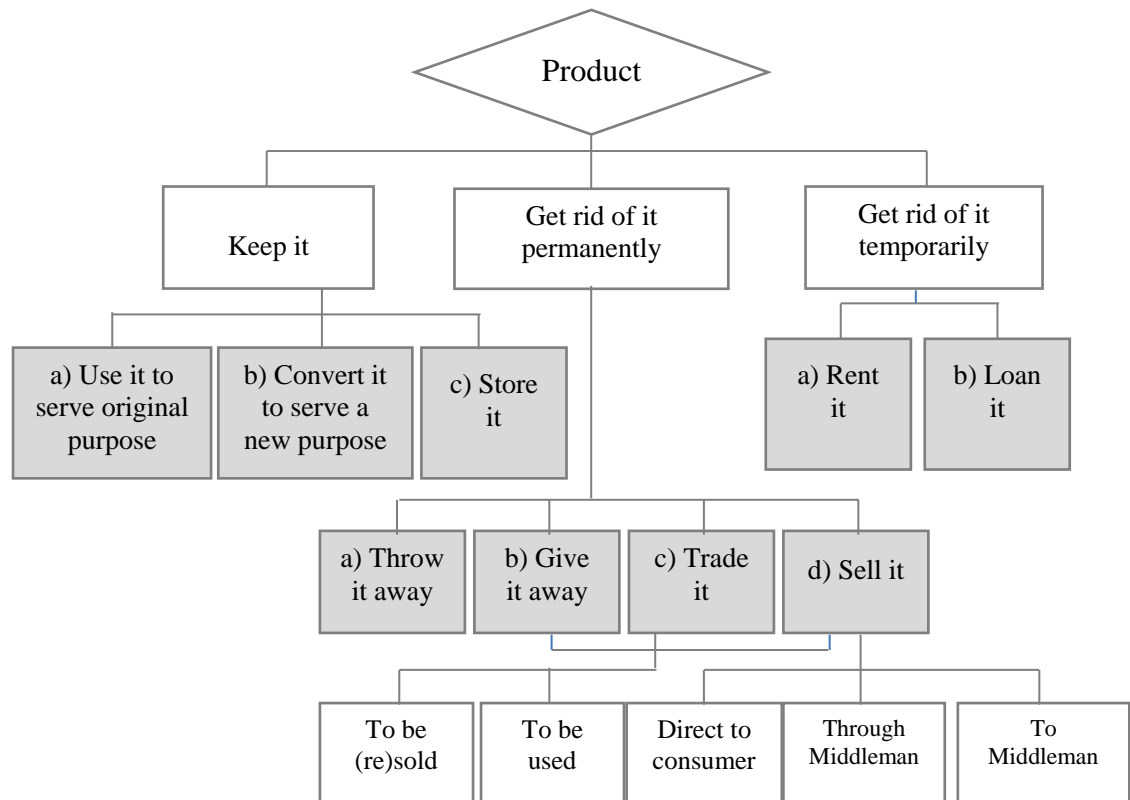 Product
Keep it
Get rid of it
permanently
Get rid of it
temporarily
a) Use it to
serve original
purpose
b) Convert it
to serve a
new purpose
c) Store
it
a) Rent
it
b) Loan
it
a) Throw
it away
b) Give
it away
c) Trade
it
d) Sell it
To be
(re)sold
To be
used
Direct to
consumer
Through
Middleman
To
Middleman